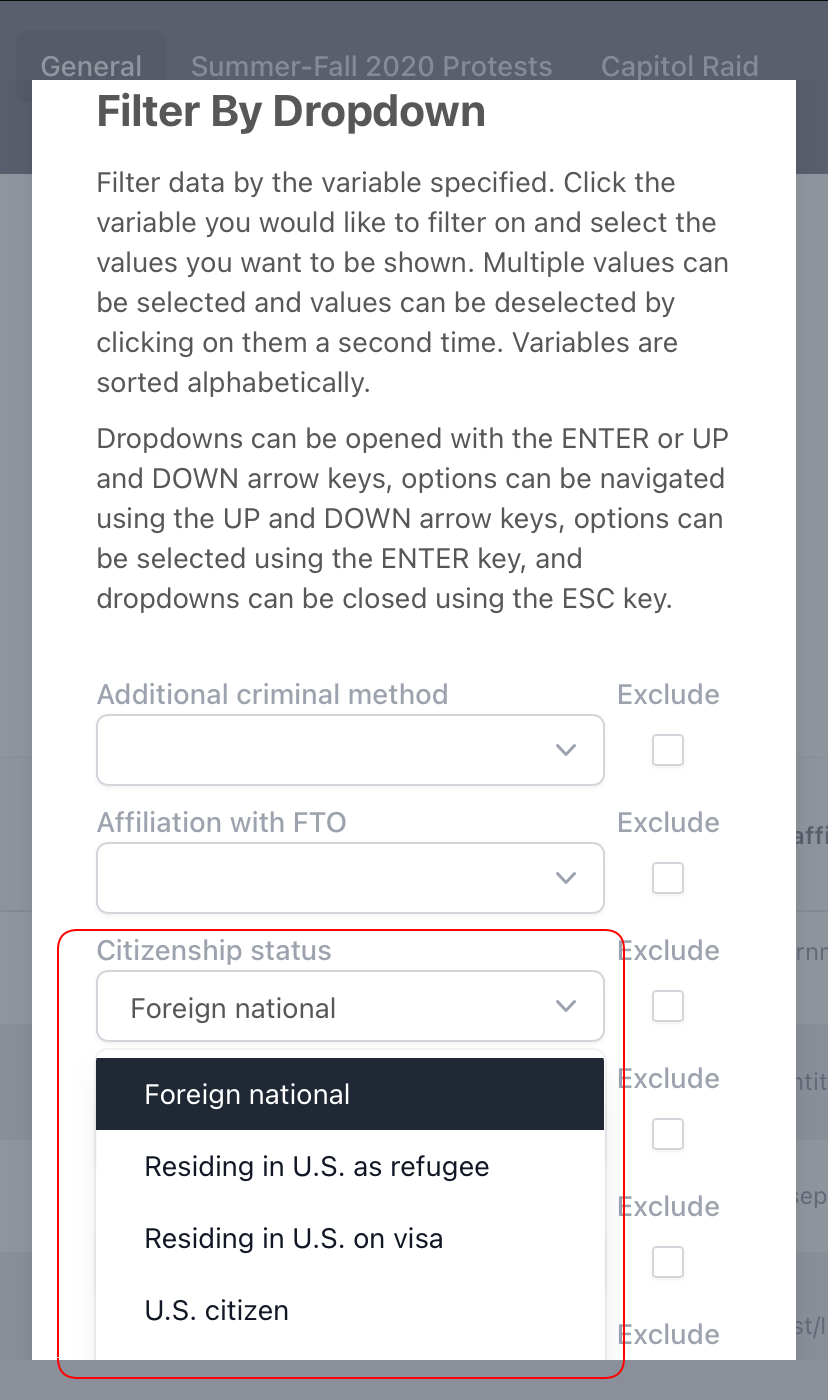 General Summer-Fall 2020 Protests Capitol Raid
Filter By Dropdown
Filter data by the variable specified. Click the
variable you would like to filter on and select the
values you want to be shown. Multiple values can
be selected and values can be deselected by
clicking on them a second time. Variables are
sorted alphabetically.
Dropdowns can be opened with the ENTER or UP
and DOWN arrow keys, options can be navigated
using the UP and DOWN arrow keys, options can
be selected using the ENTER key, and
dropdowns can be closed using the ESC key.
Additional criminal method Exclude
Affiliation with FTO Exclude
Citizenship status Exclude
Foreign national
Foreign national Exclude
Residing in U.S. as refugee
Residing in U.S. on visa Exclude
U.S. citizen
Exclude